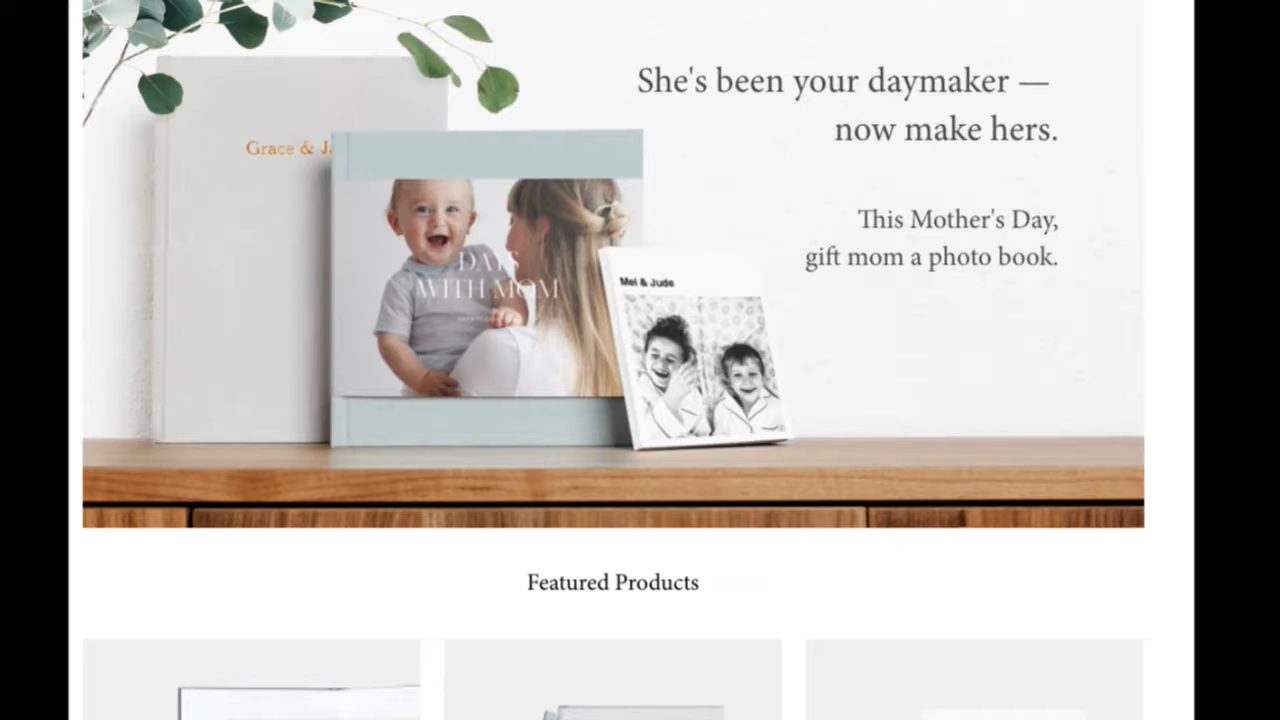 She's been your daymaker —
now make hers.
This Mother's Day,
gift mom a photo book.
Grace &
DAYS
WITH MOM
Mel & Jude
Featured Products